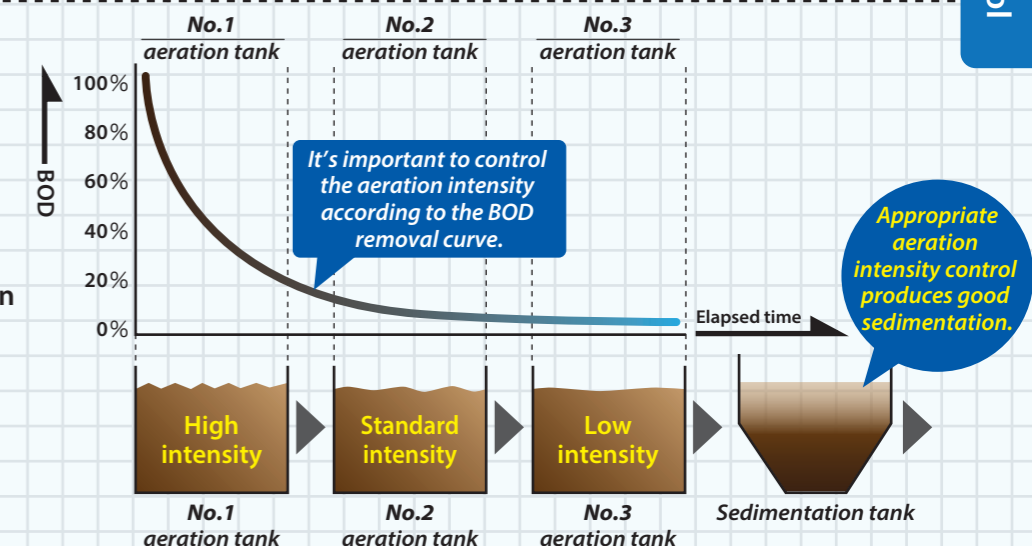 No.1
aeration tank
No.2
aeration tank
No.3
aeration tank
ol
BOD
100%
80%
60%
40%
20%
0%
It's important to control
the aeration intensity
according to the BOD
removal curve.
Appropriate
aeration
intensity control
produces good
sedimentation.
n
Elapsed time
High
intensity
Standard
intensity
Low
intensity
No.1
aeration tank
No.2
aeration tank
No.3
aeration tank
Sedimentation tank